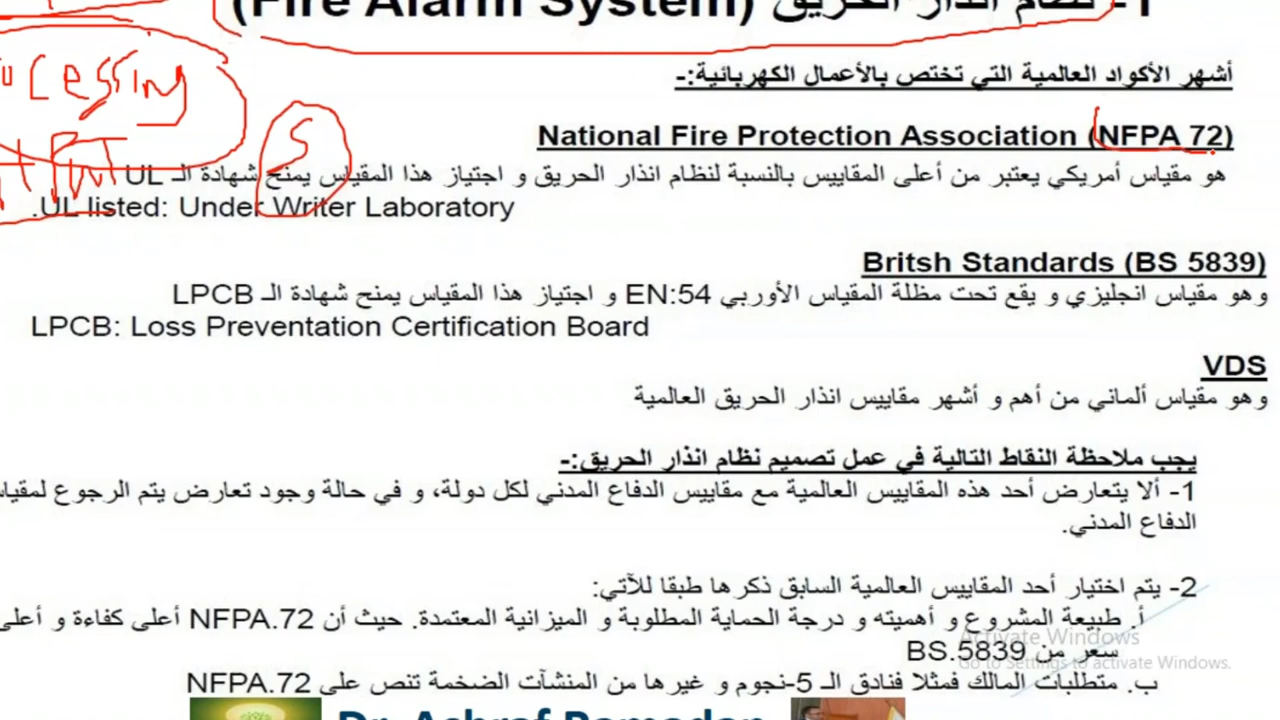 1- نظام انذار الحريق (Fire Alarm System)
أشهر الأكواد العالمية التي تختص بالأعمال الكهربائية:-
National Fire Protection Association (NFPA 72)
هو مقياس أمريكي يعتبر من أعلى المقاييس بالنسبة لنظام انذار الحريق و اجتياز هذا المقياس يمنح شهادة الـ UL
UL listed: Under Writer Laboratory.
Britsh Standards (BS 5839)
وهو مقياس انجليزي و يقع تحت مظلة المقياس الأوربي EN:54 و اجتياز هذا المقياس يمنح شهادة الـ LPCB
LPCB: Loss Preventation Certification Board
VDS
وهو مقياس ألماني من أهم و أشهر مقاييس انذار الحريق العالمية
يجب ملاحظة النقاط التالية في عمل تصميم نظام انذار الحريق:-
1- ألا يتعارض أحد هذه المقاييس العالمية مع مقاييس الدفاع المدني لكل دولة، و في حالة وجود تعارض يتم الرجوع لمقيا
الدفاع المدني.
2- يتم اختيار أحد المقاييس العالمية السابق ذكرها طبقا للآتي:
أ. طبيعة المشروع و أهميته و درجة الحماية المطلوبة و الميزانية المعتمدة. حيث أن NFPA.72 أعلى كفاءة و أعلى
سعر من BS.5839
ب. متطلبات المالك فمثلا فنادق الـ 5-نجوم و غيرها من المنشآت الضخمة تنص على NFPA.72
Activate Windows
Go to Settings to activate Windows.
Dr. Ashraf Ramadan
ocessing
S